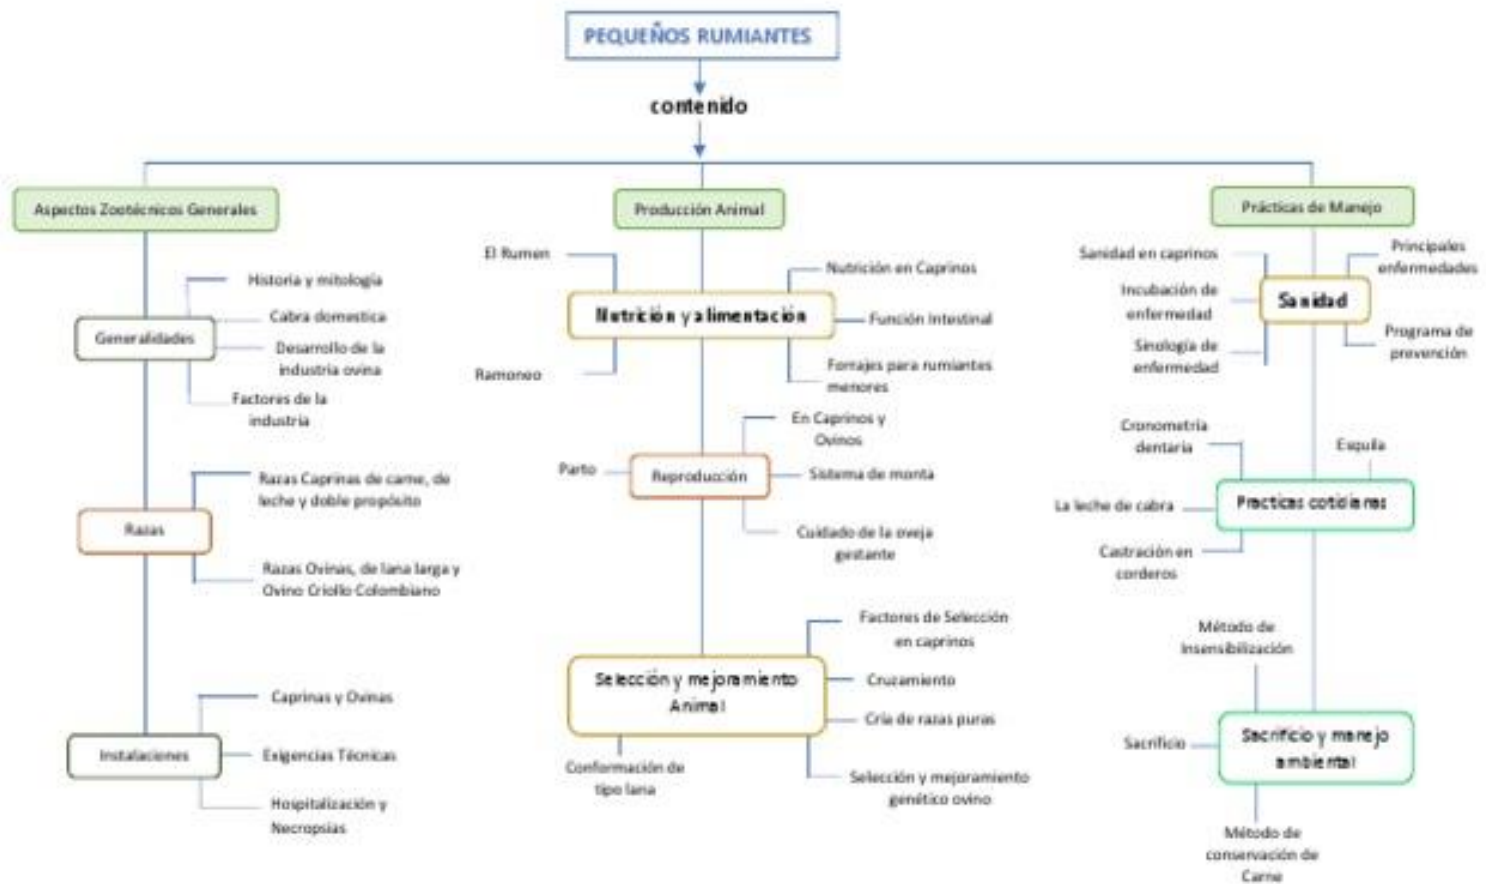 PEQUEÑOS RUMIANTES
contenido
Aspectos Zootécnicos Generales
Historia y mitología
Cabra domestica
Generalidades
Desarrollo de la
industria ovina
Factores de la
industria
Razas Caprinas de carne, de
leche y doble propósito
Razas
Razas Ovinas, de lana larga y
Ovino Criollo Colombiano
Caprinas y Ovinas
Instalaciones
Exigencias Técnicas
Hospitalización y
Necropsias
Producción Animal
El Rumen
Nutrición en Caprinos
Nutrición y alimentación
Función Intestinal
Ramoneo
Forrajes para rumiantes
menores
En Caprinos y
Ovinos
Parto
Reproducción
Sistema de monta
Cuidado de la oveja
gestante
Factores de Selección
en caprinos
Selección y mejoramiento
Animal
Cruzamiento
Cría de razas puras
Conformación de
tipo lana
Selección y mejoramiento
genético ovino
Prácticas de Manejo
Sanidad en caprinos
Principales
enfermedades
Incubación de
enfermedad
Sanidad
Sinología de
enfermedad
Programa de
prevención
Cronometría
dentaria
Esquila
La leche de cabra
Practicas cotidianas
Castración en
corderos
Método de
Insensibilización
Sacrificio
Sacrificio y manejo
ambiental
Método de
conservación de
Carne